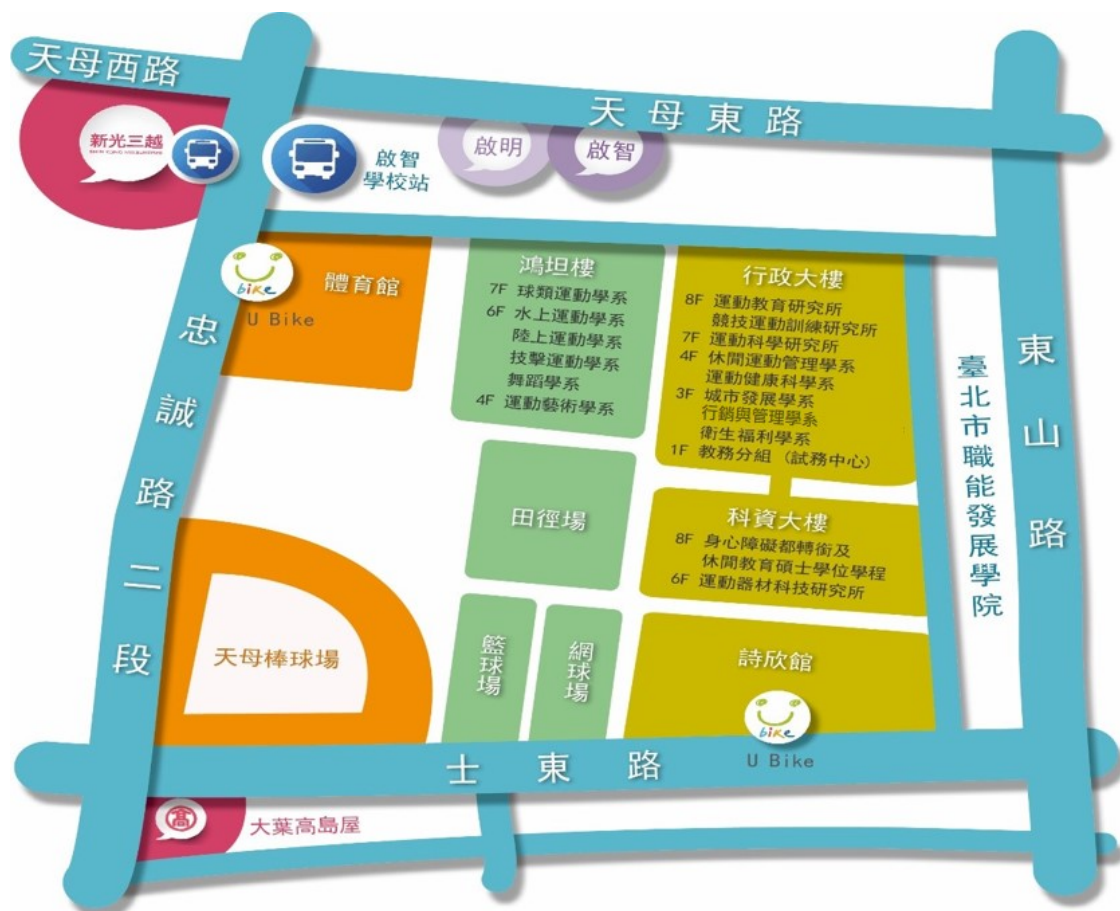 天母西路
天母東路
新光三越
SHIN KONG MITSUKOSHI
啟智
學校站
啟明
啟智
bike
U Bike
體育館
鴻坦樓
7F 球類運動學系
6F 水上運動學系
陸上運動學系
技擊運動學系
舞蹈學系
4F 運動藝術學系
行政大樓
8F 運動教育研究所
競技運動訓練研究所
7F 運動科學研究所
4F 休閒運動管理學系
運動健康科學系
3F 城市發展學系
行銷與管理學系
衛生福利學系
1F 教務分組 (試務中心)
忠誠路二段
東山路
臺北市職能發展學院
田徑場
科資大樓
8F 身心障礙都轉銜及
休閒教育碩士學位學程
6F 運動器材科技研究所
天母棒球場
籃球場
網球場
詩欣館
bike
U Bike
士東路
高
大葉高島屋